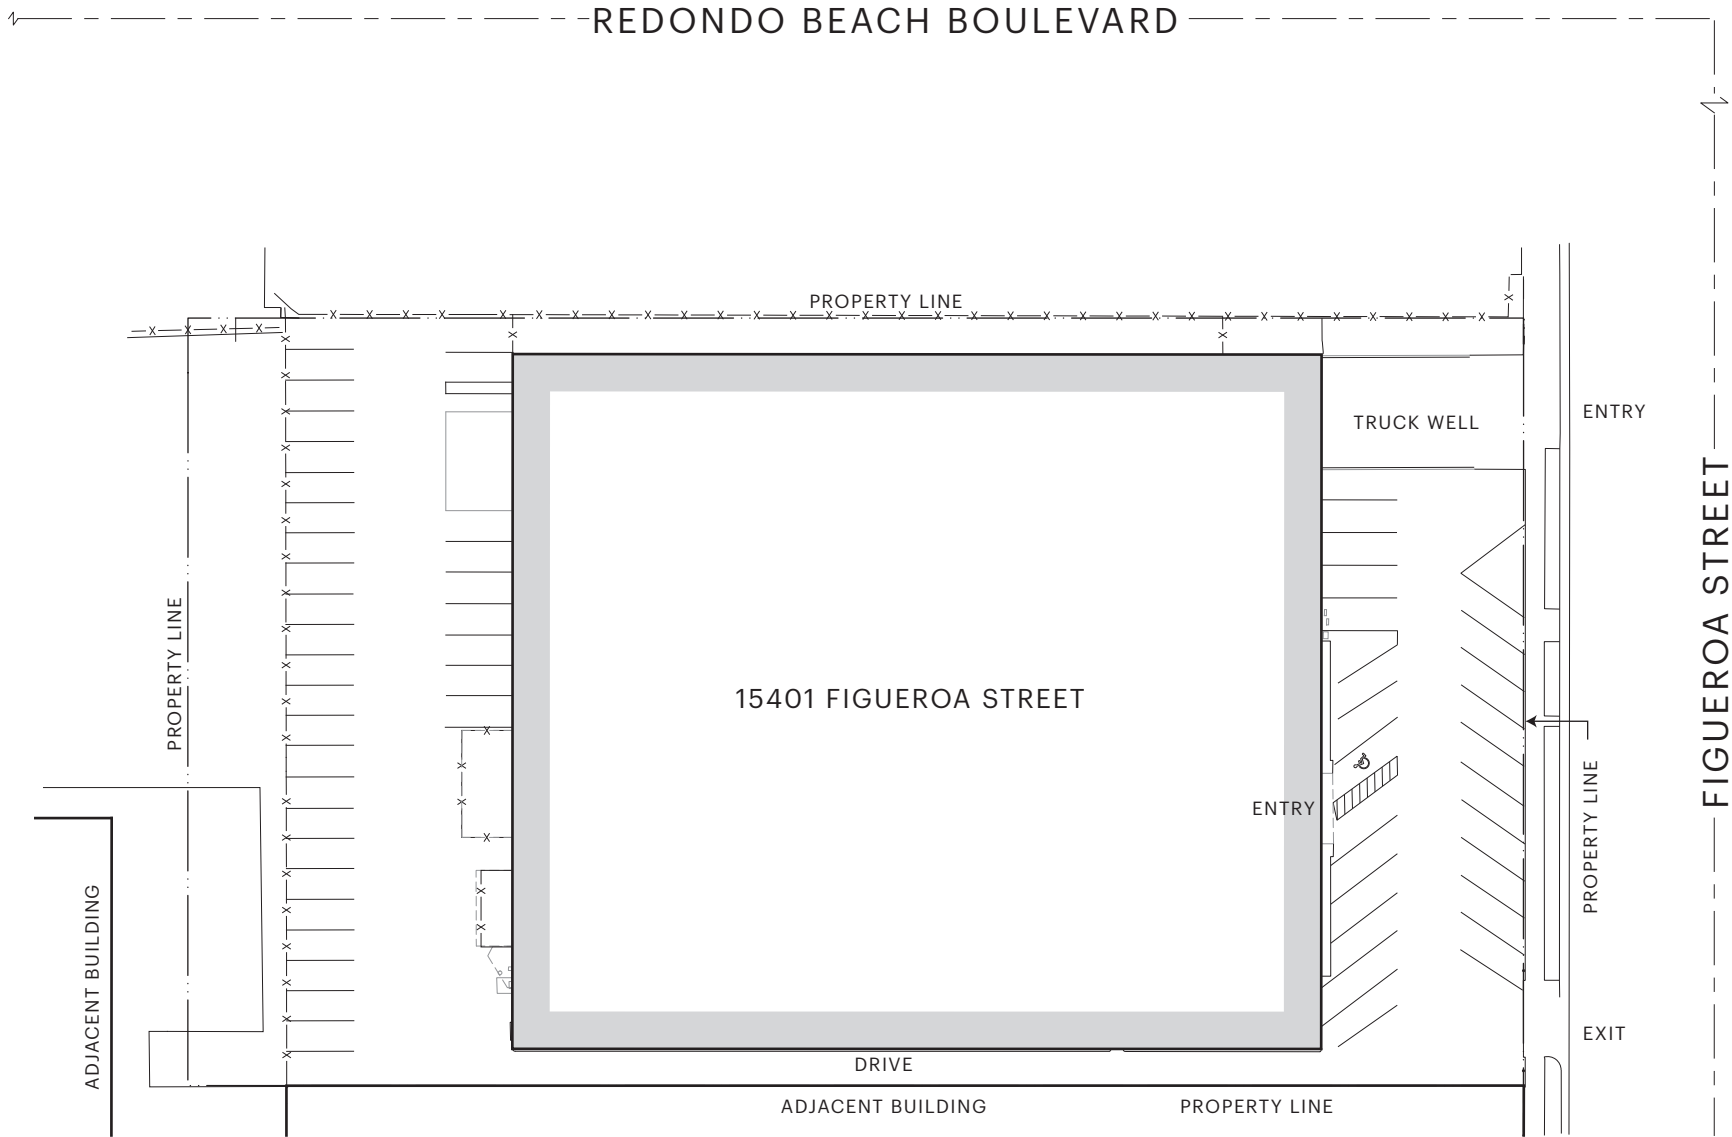 REDONDO BEACH BOULEVARD
PROPERTY LINE
ENTRY
TRUCK WELL
FIGUEROA STREET
PROPERTY LINE
15401 FIGUEROA STREET
ENTRY
PROPERTY LINE
ADJACENT BUILDING
EXIT
DRIVE
ADJACENT BUILDING
PROPERTY LINE